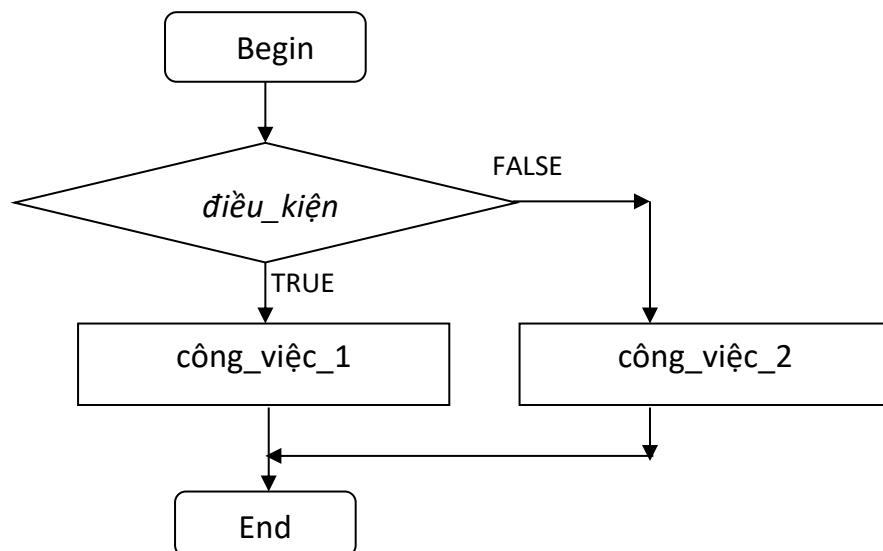 Begin
FALSE
điều_kiện
TRUE
công_việc_1
công_việc_2
End